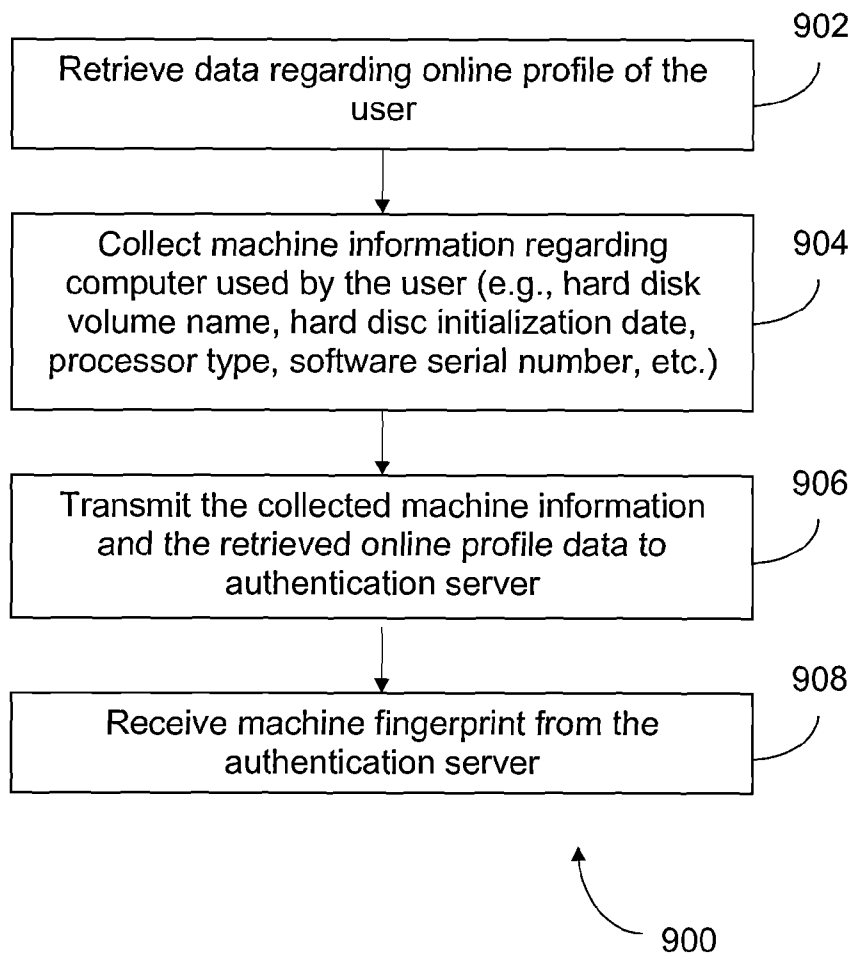 902
Retrieve data regarding online profile of the
user
904
Collect machine information regarding
computer used by the user (e.g., hard disk
volume name, hard disc initialization date,
processor type, software serial number, etc.)
906
Transmit the collected machine information
and the retrieved online profile data to
authentication server
908
Receive machine fingerprint from the
authentication server
900